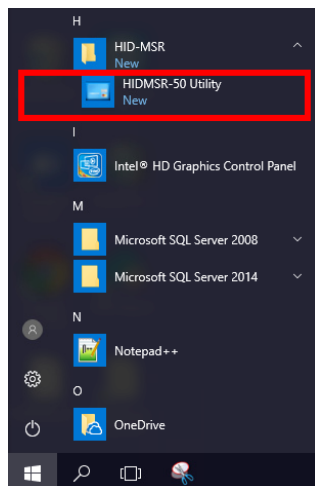 H
HID-MSR
New
HIDMSR-50 Utility
New
I
Intel® HD Graphics Control Panel
M
Microsoft SQL Server 2008
Microsoft SQL Server 2014
N
Notepad++
O
OneDrive